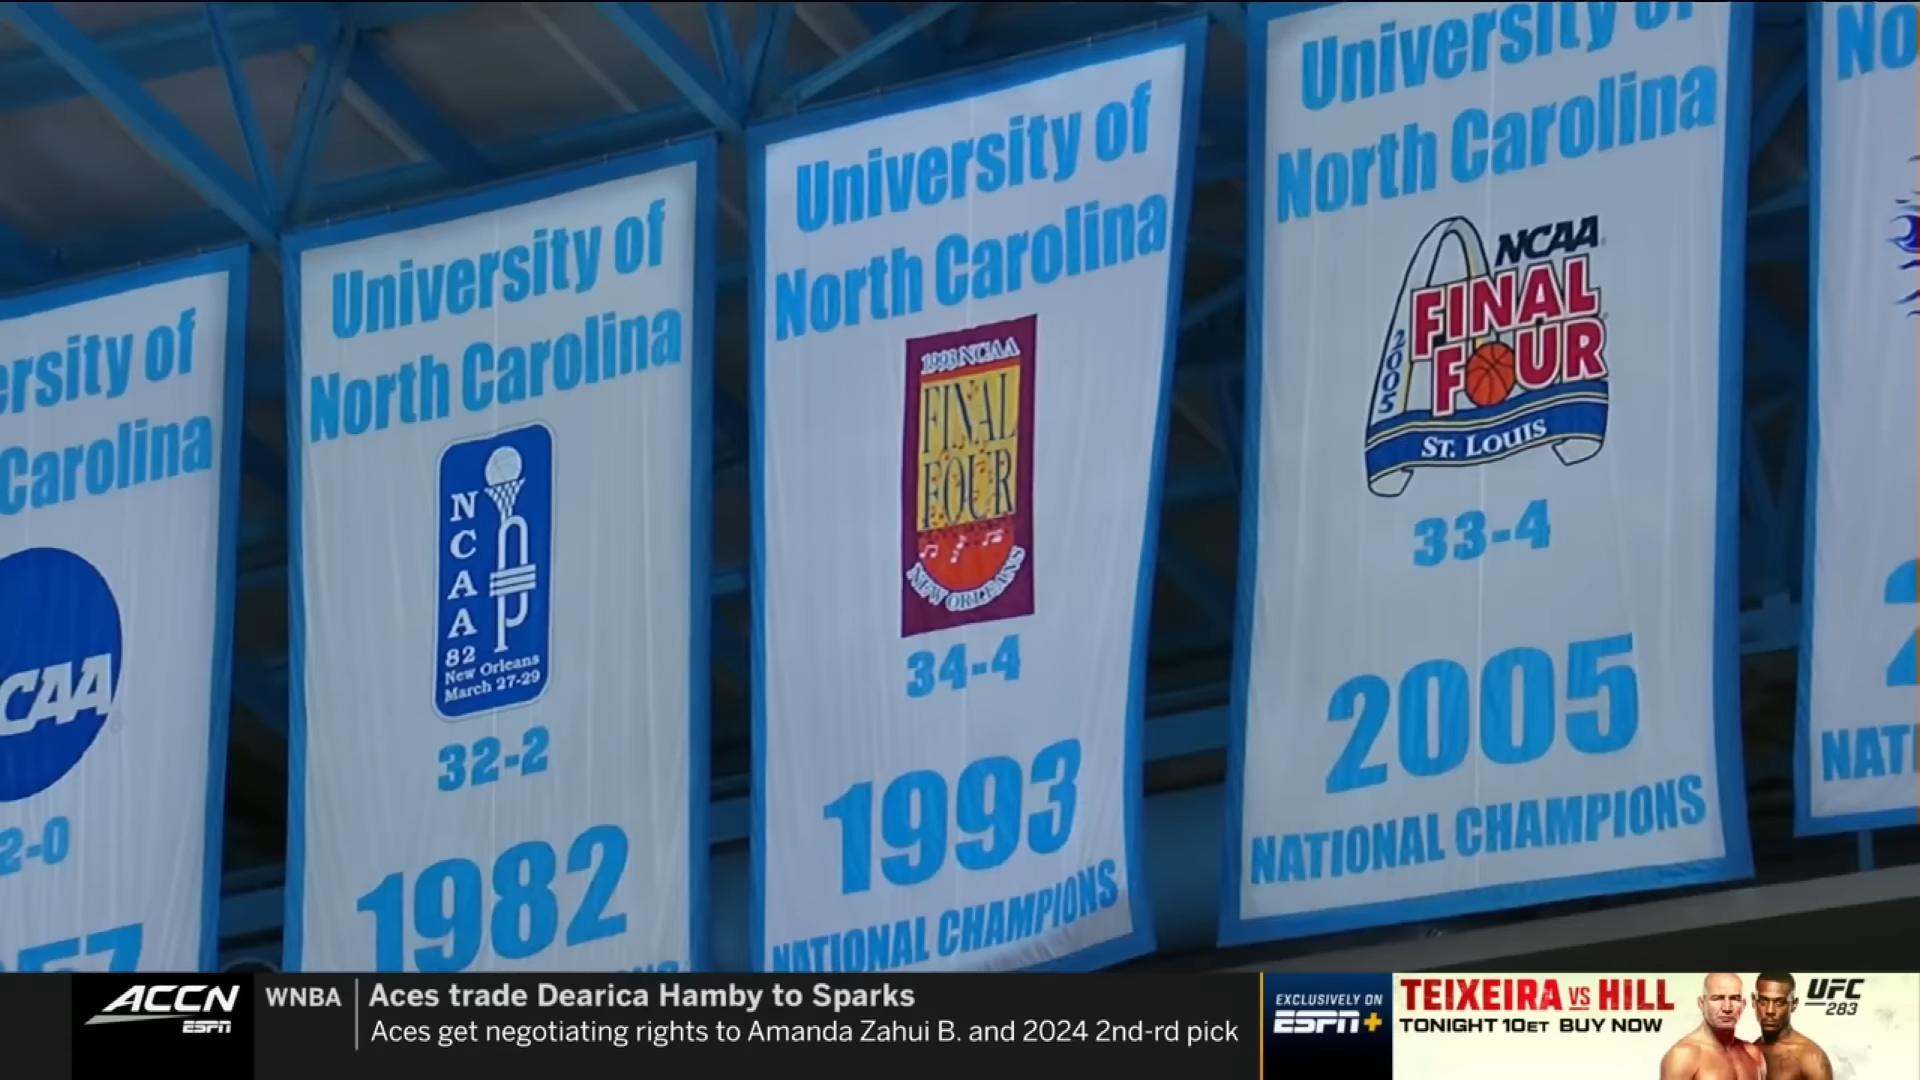 ersity of
Carolina
CAA
2-0
57
University of
North Carolina
NCAA
82
New Orleans
March 27-29
32-2
1982
University of
North Carolina
1993 NCAA
FINAL
FOUR
NEW ORLEANS
34-4
1993
NATIONAL CHAMPIONS
University of
North Carolina
NCAA
FINAL
FOUR
2005
ST. LOUIS
33-4
2005
NATIONAL CHAMPIONS
No
2
NATI
ACCN
ESPN
WNBA
Aces trade Dearica Hamby to Sparks
Aces get negotiating rights to Amanda Zahui B. and 2024 2nd-rd pick
EXCLUSIVELY ON
ESPN+
TEIXEIRA VS HILL
TONIGHT 10ET BUY NOW
UFC
283